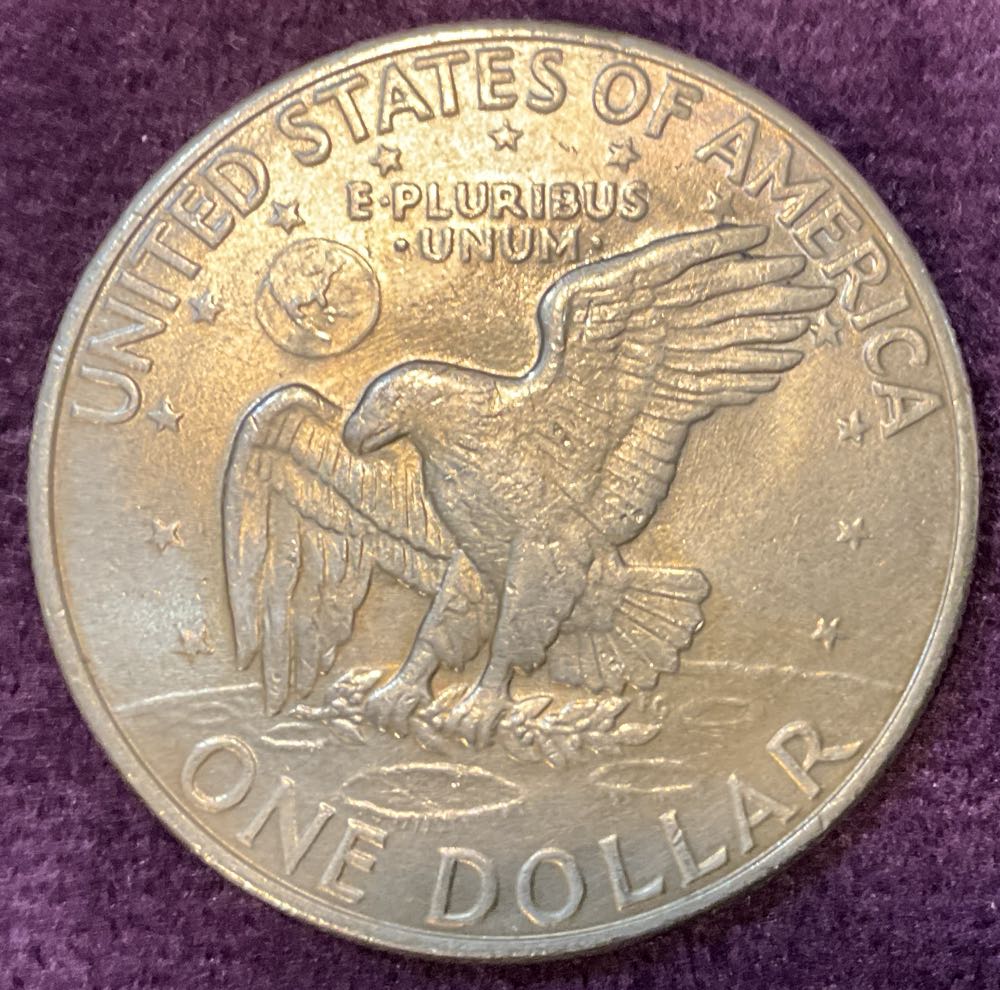 UNITED STATES OF AMERICA
E·PLURIBUS
·UNUM·
ONE DOLLAR